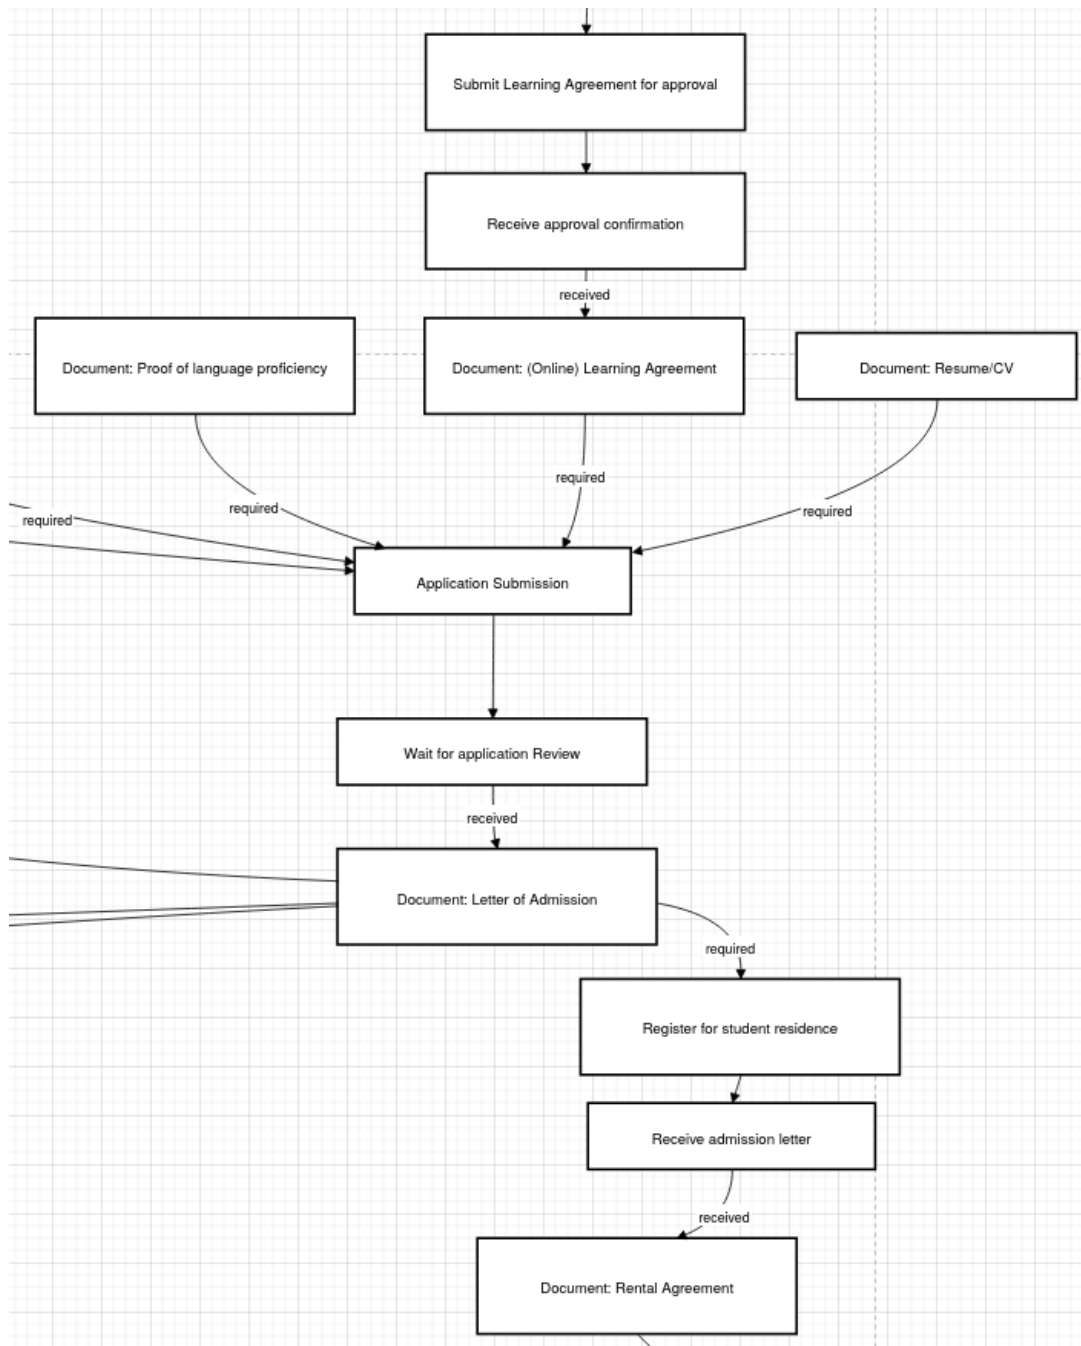 Submit Learning Agreement for approval
Receive approval confirmation
received
Document: Proof of language proficiency
Document: (Online) Learning Agreement
Document: Resume/CV
required
required
required
required
Application Submission
Wait for application Review
received
Document: Letter of Admission
required
Register for student residence
Receive admission letter
received
Document: Rental Agreement